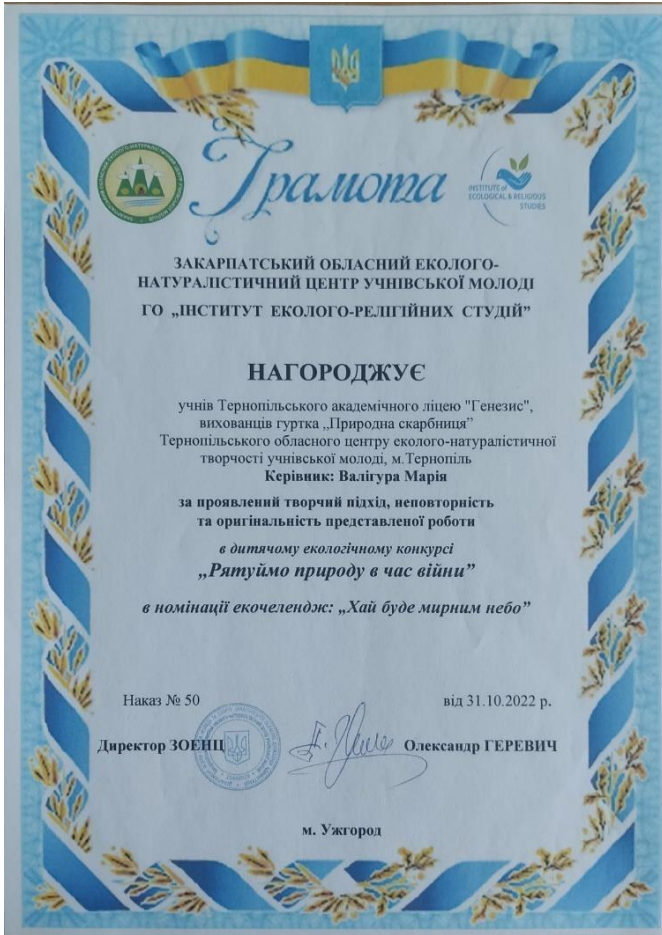 Грамота
INSTITUTE of
ECOLOGICAL & RELIGIOUS
STUDIES
ЗАКАРПАТСЬКИЙ ОБЛАСНИЙ ЕКОЛОГО-
НАТУРАЛІСТИЧНИЙ ЦЕНТР УЧНІВСЬКОЇ МОЛОДІ
ГО „ІНСТИТУТ ЕКОЛОГО-РЕЛІГІЙНИХ СТУДІЙ”
НАГОРОДЖУЄ
учнів Тернопільського академічного ліцею "Генезис",
вихованців гуртка „Природна скарбниця”
Тернопільського обласного центру еколого-натуралістичної
творчості учнівської молоді, м.Тернопіль
Керівник: Валігура Марія
за проявлений творчий підхід, неповторність
та оригінальність представленої роботи
в дитячому екологічному конкурсі
„Рятуймо природу в час війни”
в номінації екочелендж: „Хай буде мирним небо”
Наказ № 50 від 31.10.2022 р.
Директор ЗОЕНЦ Олександр ГЕРЕВИЧ
м. Ужгород